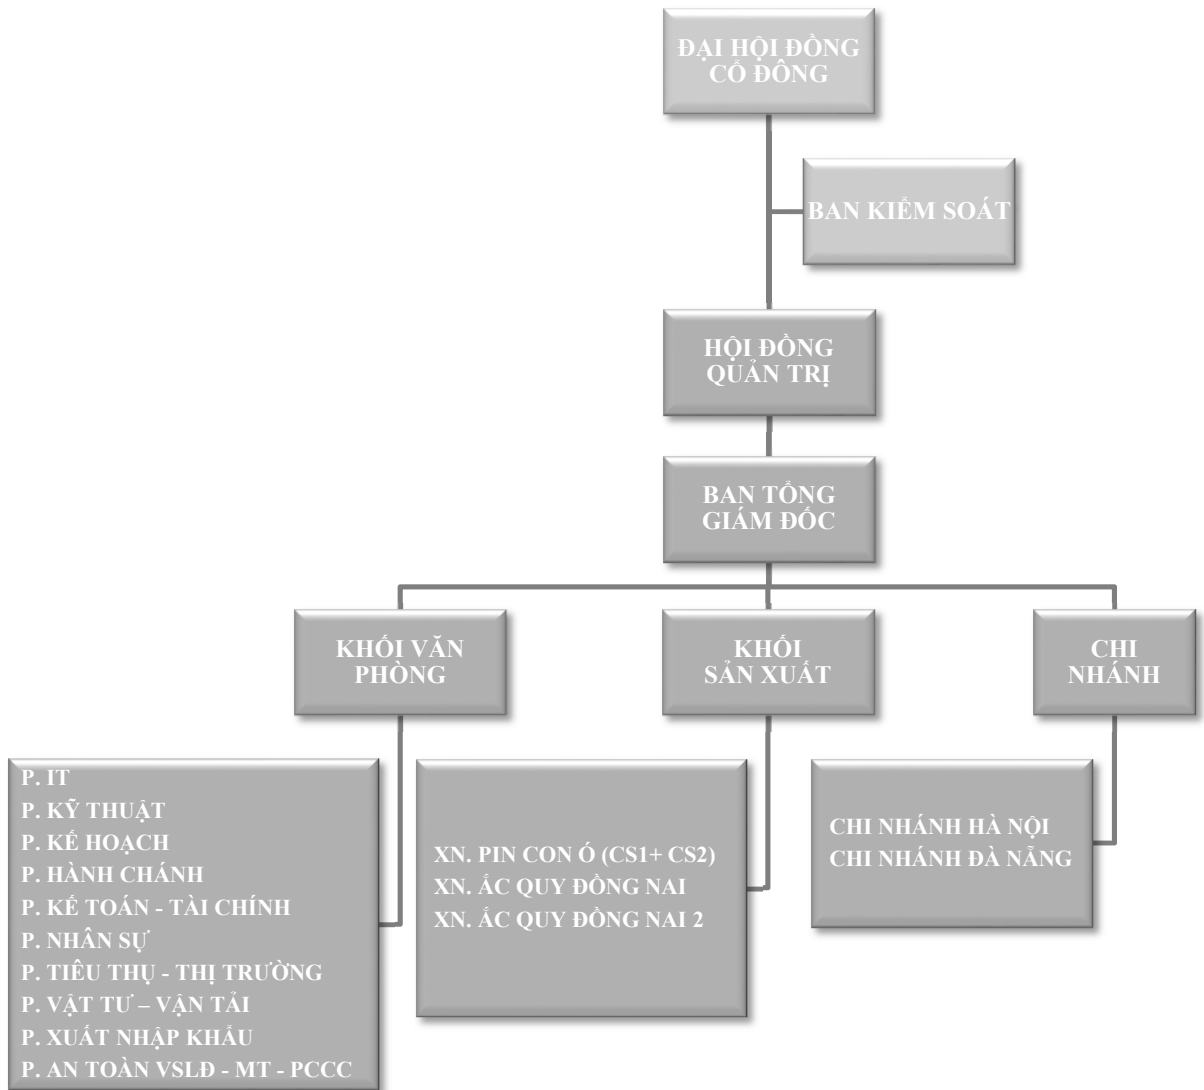 ĐẠI HỘI ĐỒNG
CỔ ĐÔNG
BAN KIỂM SOÁT
HỘI ĐỒNG
QUẢN TRỊ
BAN TỔNG
GIÁM ĐỐC
KHỐI VĂN
PHÒNG
KHỐI
SẢN XUẤT
CHI
NHÁNH
P. IT
P. KỸ THUẬT
P. KẾ HOẠCH
P. HÀNH CHÁNH
P. KẾ TOÁN - TÀI CHÍNH
P. NHÂN SỰ
P. TIÊU THỤ - THỊ TRƯỜNG
P. VẬT TƯ – VẬN TẢI
P. XUẤT NHẬP KHẨU
P. AN TOÀN VSLĐ - MT - PCCC
XN. PIN CON Ó (CS1+ CS2)
XN. ẮC QUY ĐỒNG NAI
XN. ẮC QUY ĐỒNG NAI 2
CHI NHÁNH HÀ NỘI
CHI NHÁNH ĐÀ NẴNG